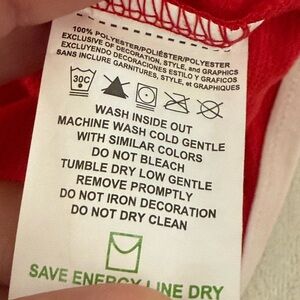 100% POLYESTER/POLIÉSTER/POLYESTER
EXCLUSIVE OF DECORATION, STYLE, and GRAPHICS
EXCLUYENDO DECORACIONES ESTILO Y GRAFICOS
SANS INCLURE GARNITURES, STYLE, et GRAPHIQUES
30C
WASH INSIDE OUT
MACHINE WASH COLD GENTLE
WITH SIMILAR COLORS
DO NOT BLEACH
TUMBLE DRY LOW GENTLE
REMOVE PROMPTLY
DO NOT IRON DECORATION
DO NOT DRY CLEAN
SAVE ENERGY LINE DRY